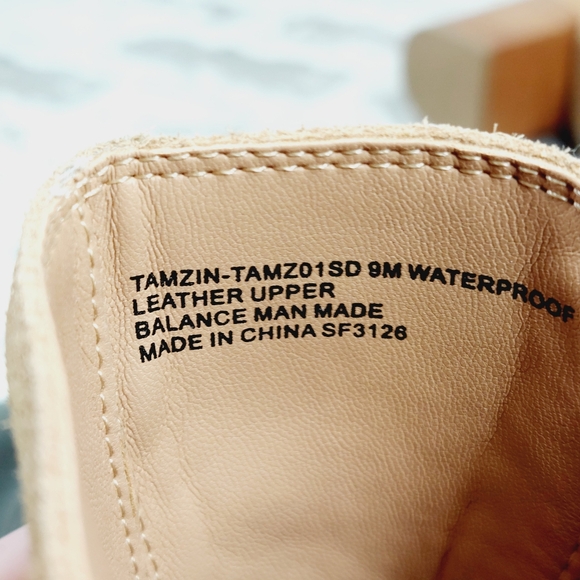 TAMZIN-TAMZ01SD 9M WATERPROOF
LEATHER UPPER
BALANCE MAN MADE
MADE IN CHINA SF3126